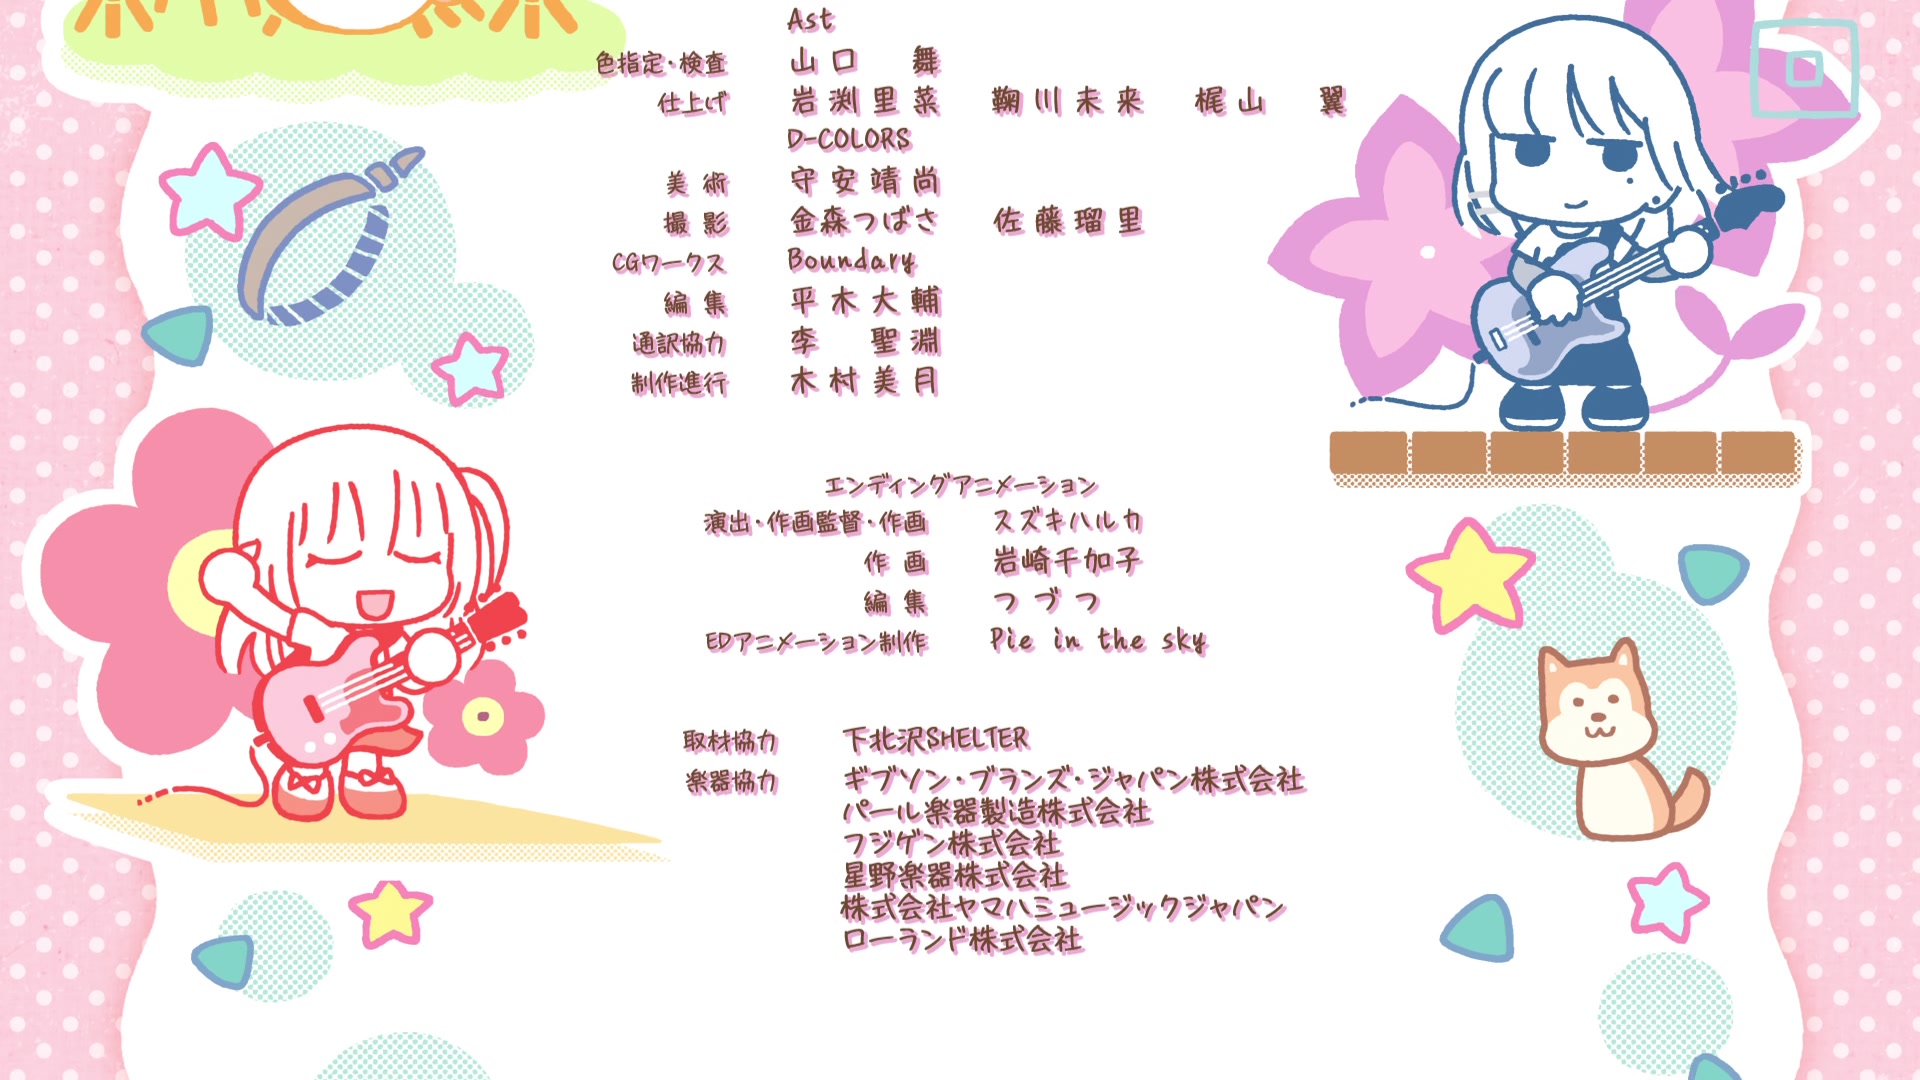 Ast
色指定・検査 山口 舞
仕上げ 岩渕里菜 鞠川未来 梶山 翼
D-COLORS
美術 守安靖尚
撮影 金森つばさ 佐藤瑠里
CGワークス Boundary
編集 平木大輔
通訳協力 李 聖淵
制作進行 木村美月
エンディングアニメーション
演出・作画監督・作画 スズキハルカ
作画 岩崎千加子
編集 つづつ
EDアニメーション制作 Pie in the sky
取材協力 下北沢SHELTER
楽器協力 ギブソン・ブランズ・ジャパン株式会社
パール楽器製造株式会社
フジゲン株式会社
星野楽器株式会社
株式会社ヤマハミュージックジャパン
ローランド株式会社